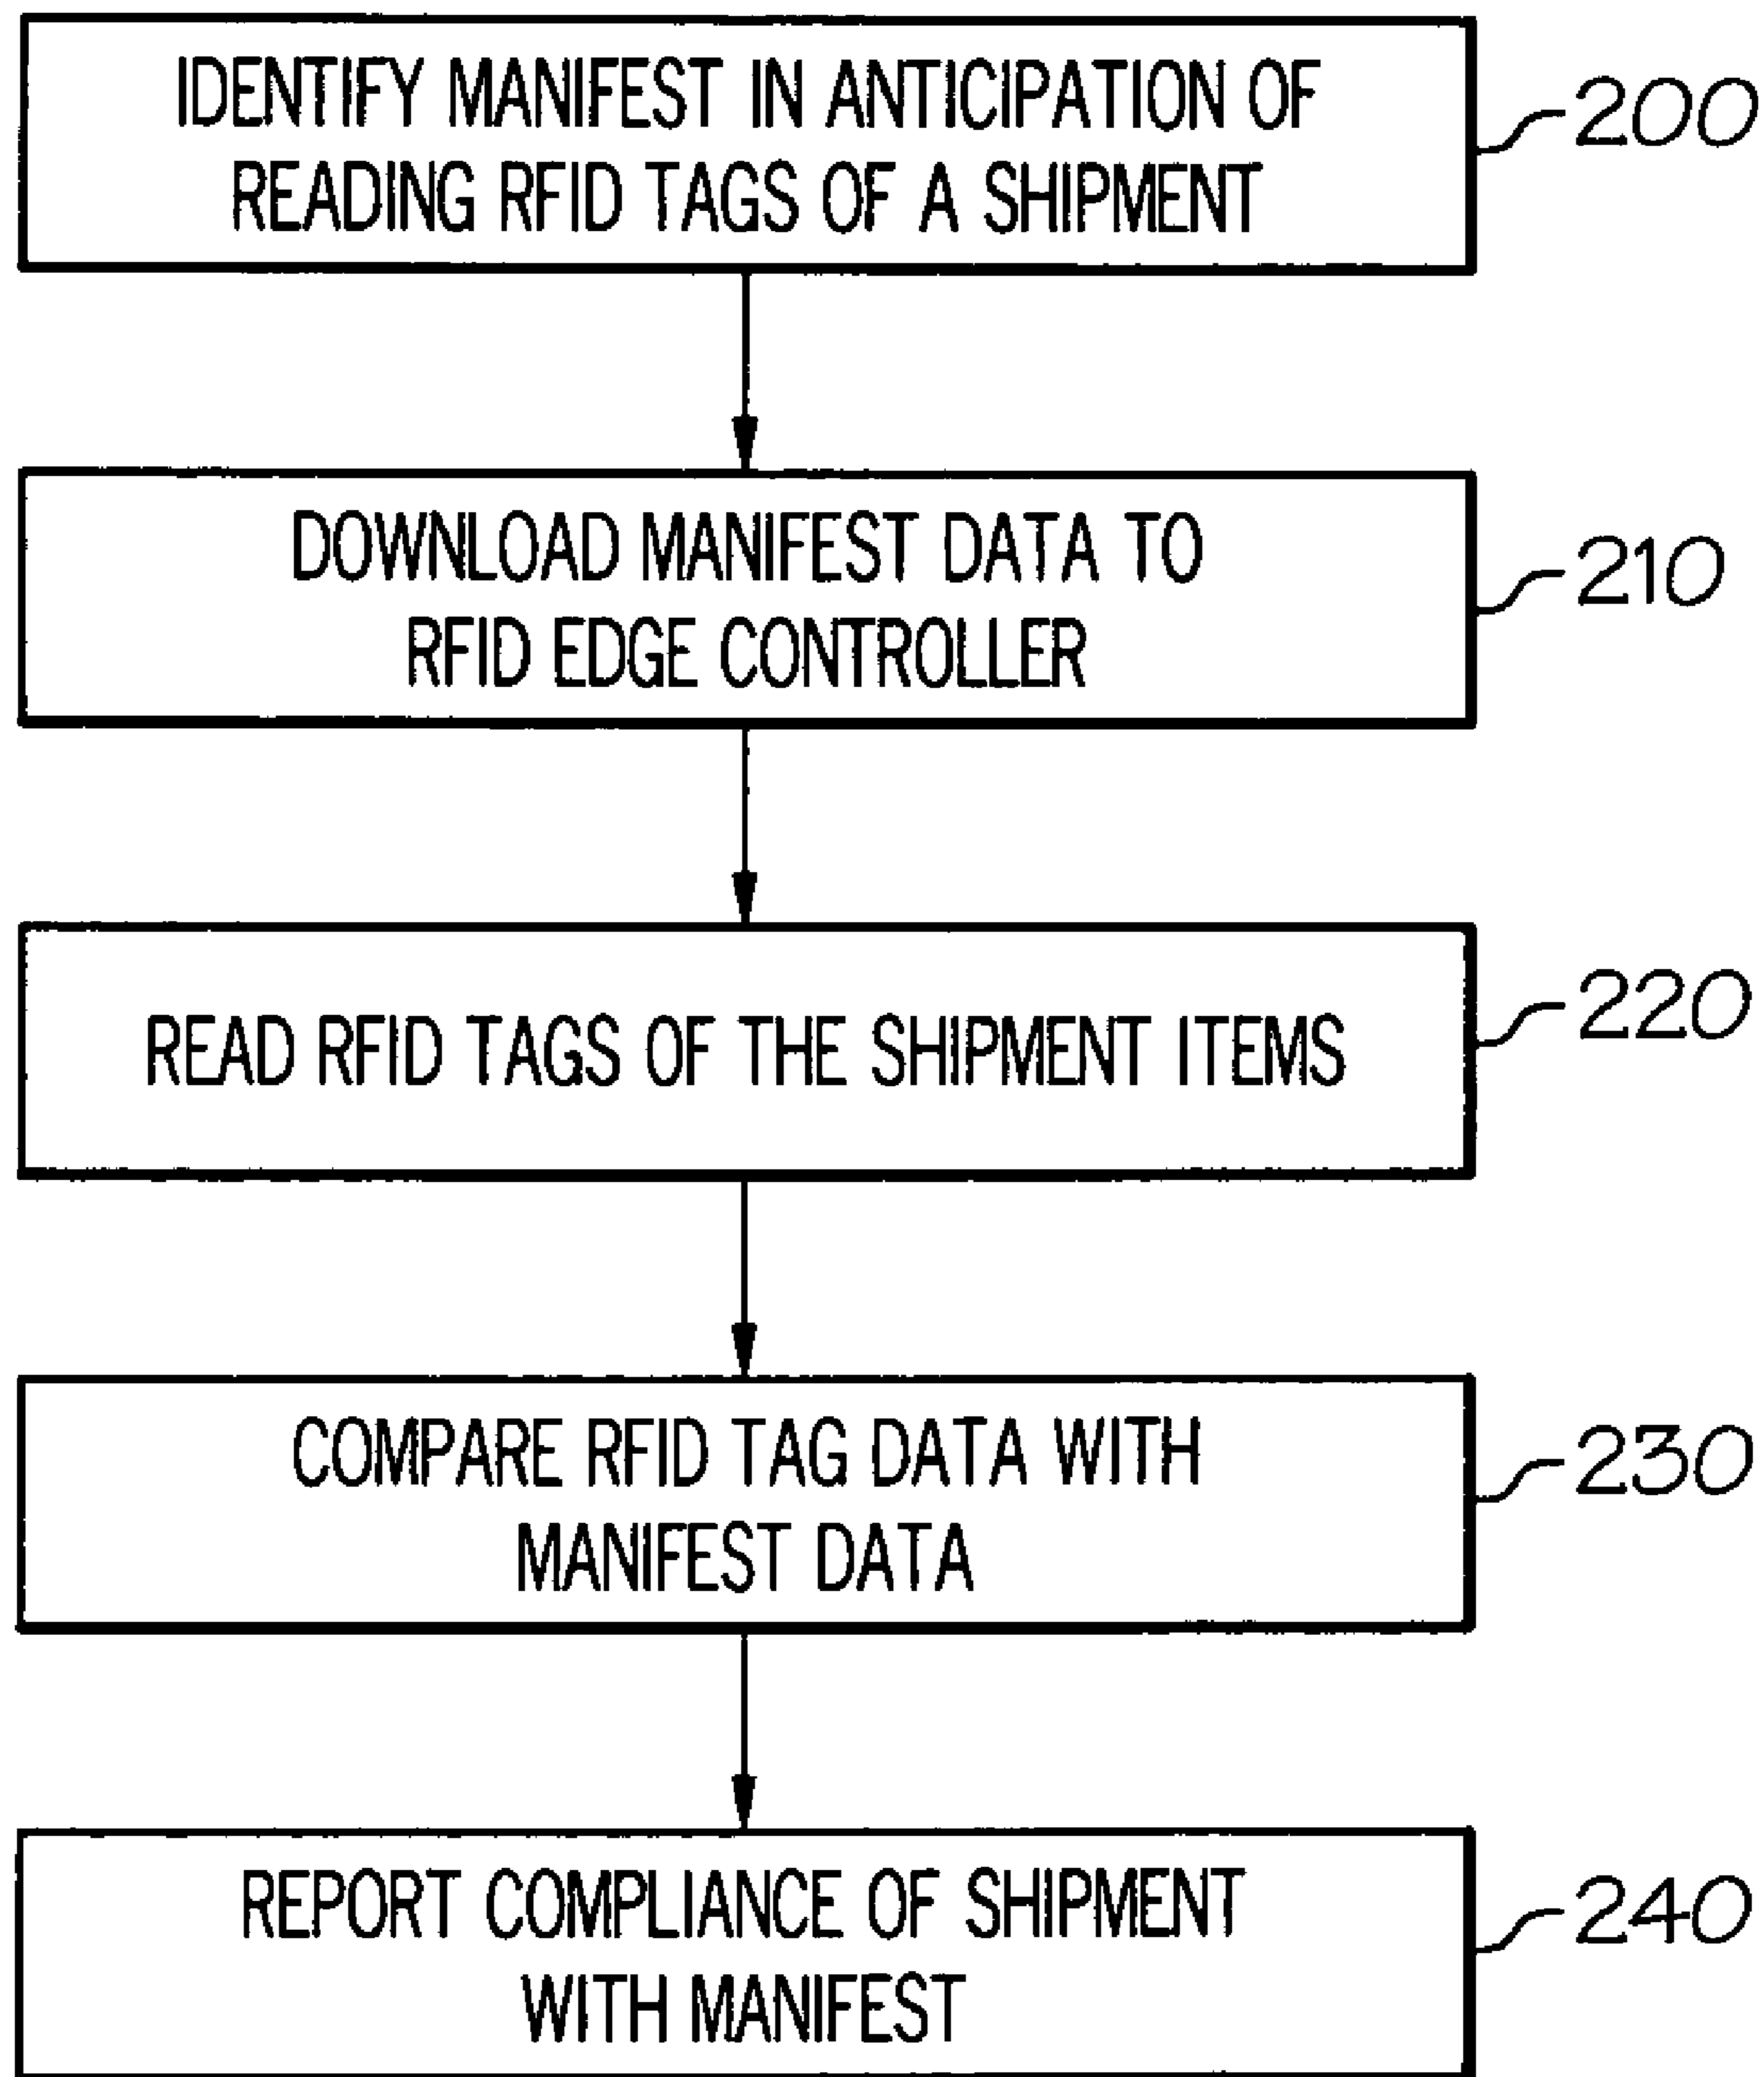 IDENTIFY MANIFEST IN ANTICIPATION OF
READING RFID TAGS OF A SHIPMENT
200
DOWNLOAD MANIFEST DATA TO
RFID EDGE CONTROLLER
210
READ RFID TAGS OF THE SHIPMENT ITEMS
220
COMPARE RFID TAG DATA WITH
MANIFEST DATA
230
REPORT COMPLIANCE OF SHIPMENT
WITH MANIFEST
240